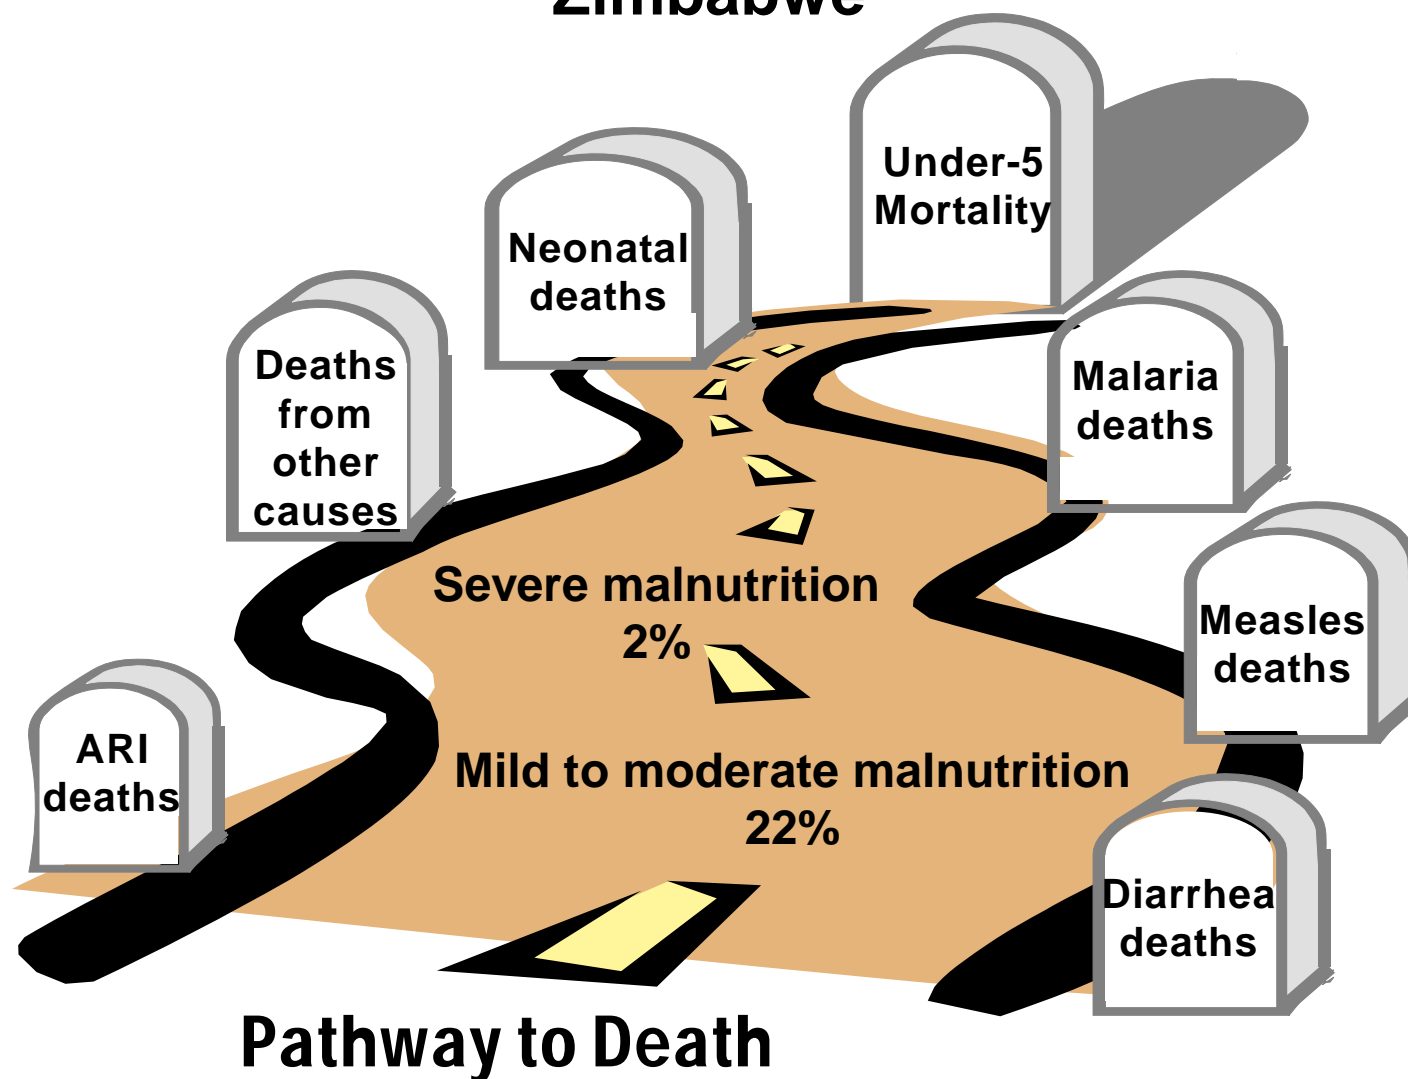 Zimbabwe
Under-5
Mortality
Neonatal
deaths
Deaths
from
other
causes
Malaria
deaths
Severe malnutrition
2%
Measles
deaths
ARI
deaths
Mild to moderate malnutrition
22%
Diarrhea
deaths
Pathway to Death